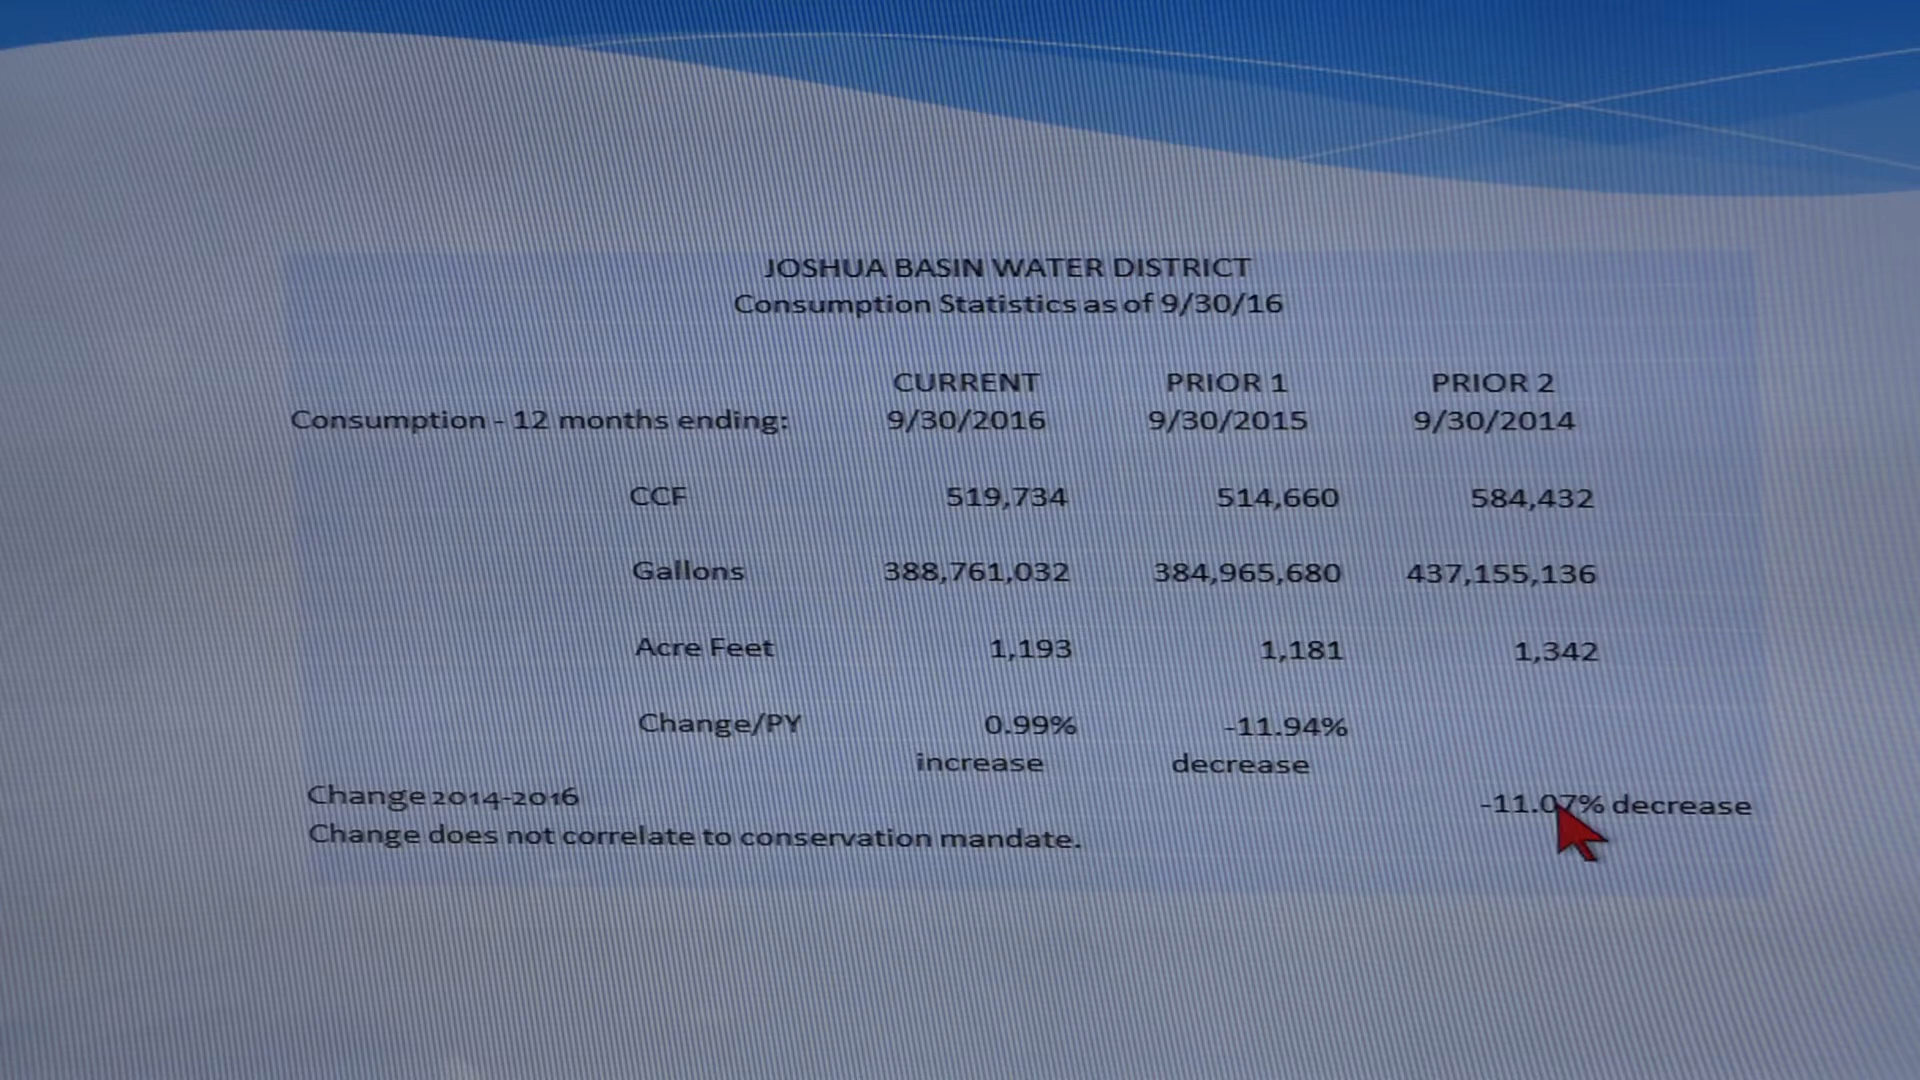 JOSHUA BASIN WATER DISTRICT
Consumption Statistics as of 9/30/16
CURRENT PRIOR 1 PRIOR 2
Consumption - 12 months ending: 9/30/2016 9/30/2015 9/30/2014
CCF 519,734 514,660 584,432
Gallons 388,761,032 384,965,680 437,155,136
Acre Feet 1,193 1,181 1,342
Change/PY 0.99% -11.94%
increase decrease
Change 2014-2016 -11.07% decrease
Change does not correlate to conservation mandate.